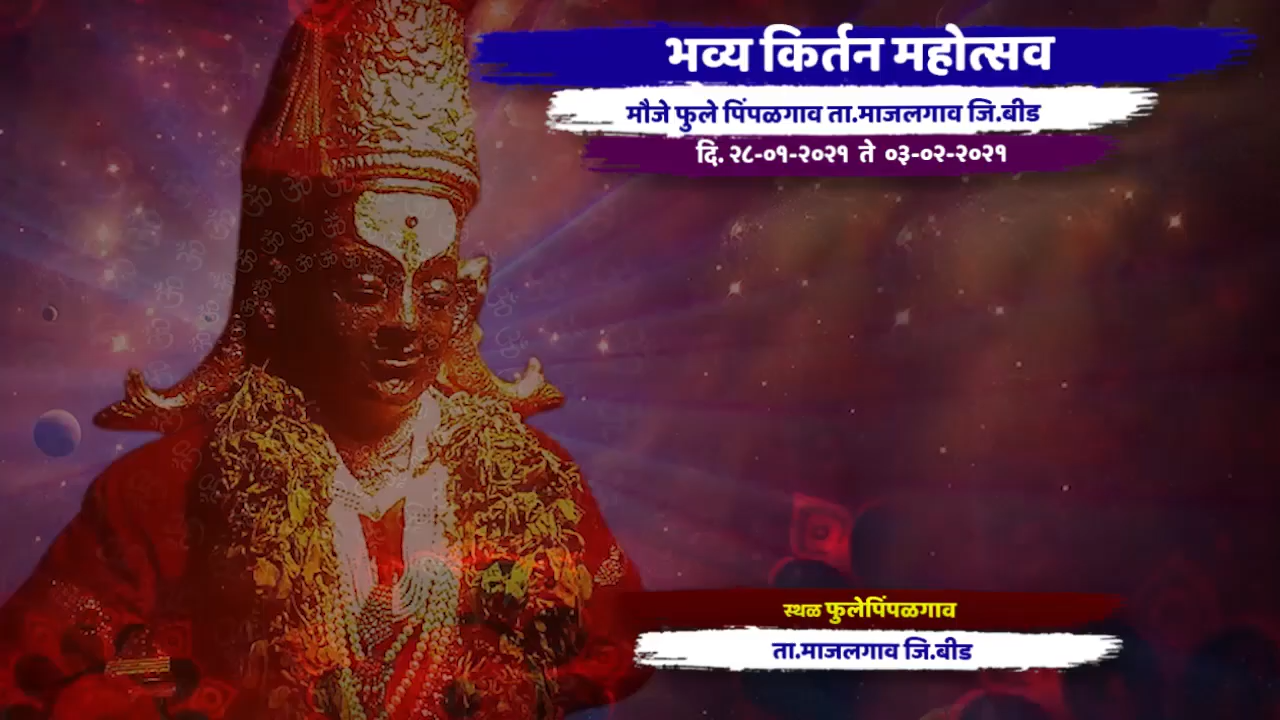 भव्य किर्तन महोत्सव
मौजे फुले पिंपळगाव ता.माजलगाव जि.बीड
दि. २८-०१-२०२१ ते ०३-०२-२०२१
स्थळ फुलेपिंपळगाव
ता.माजलगाव जि.बीड